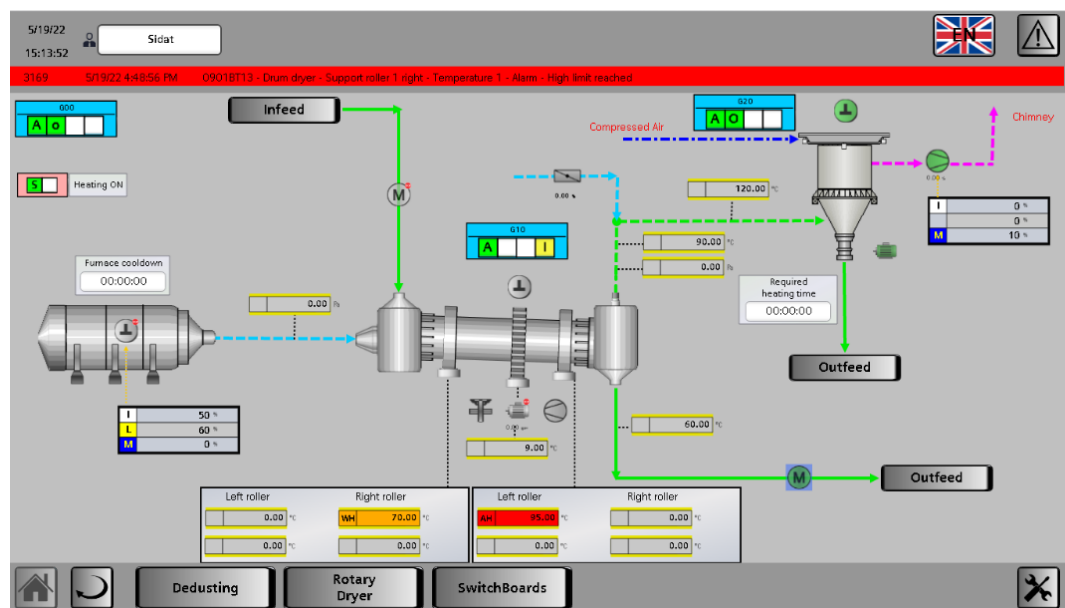 5/19/22
15:13:52
Sidat
EN
3169 5/19/22 4:48:56 PM 0901BT13 - Drum dryer - Support roller 1 right - Temperature 1 - Alarm - High limit reached
G00
A O
Infeed
G20
A O
Compressed Air
Chimney
S Heating ON
M
0.00 %
120.00 °C
0.00 %
I 0 %
0 %
M 10 %
G10
A I
90.00 °C
0.00 Pa
Furnace cooldown
00:00:00
Required
heating time
00:00:00
0.00 Pa
Outfeed
I 50 %
L 60 %
M 0 %
60.00 °C
9.00 °C
M
Outfeed
Left roller Right roller Left roller Right roller
0.00 °C WH 70.00 °C AH 95.00 °C 0.00 °C
0.00 °C 0.00 °C 0.00 °C 0.00 °C
Dedusting
Rotary
Dryer
SwitchBoards